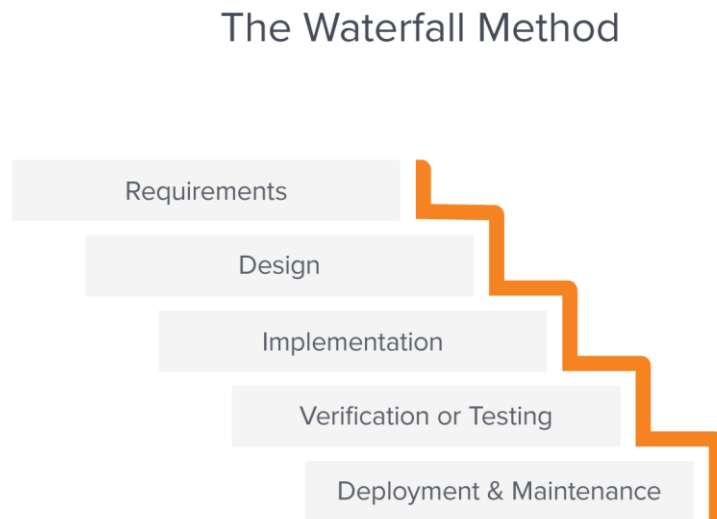 The Waterfall Method
Requirements
Design
Implementation
Verification or Testing
Deployment & Maintenance